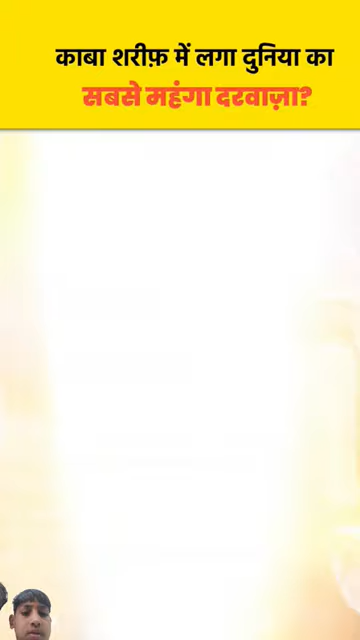 काबा शरीफ़ में लगा दुनिया का
सबसे महंगा दरवाज़ा?